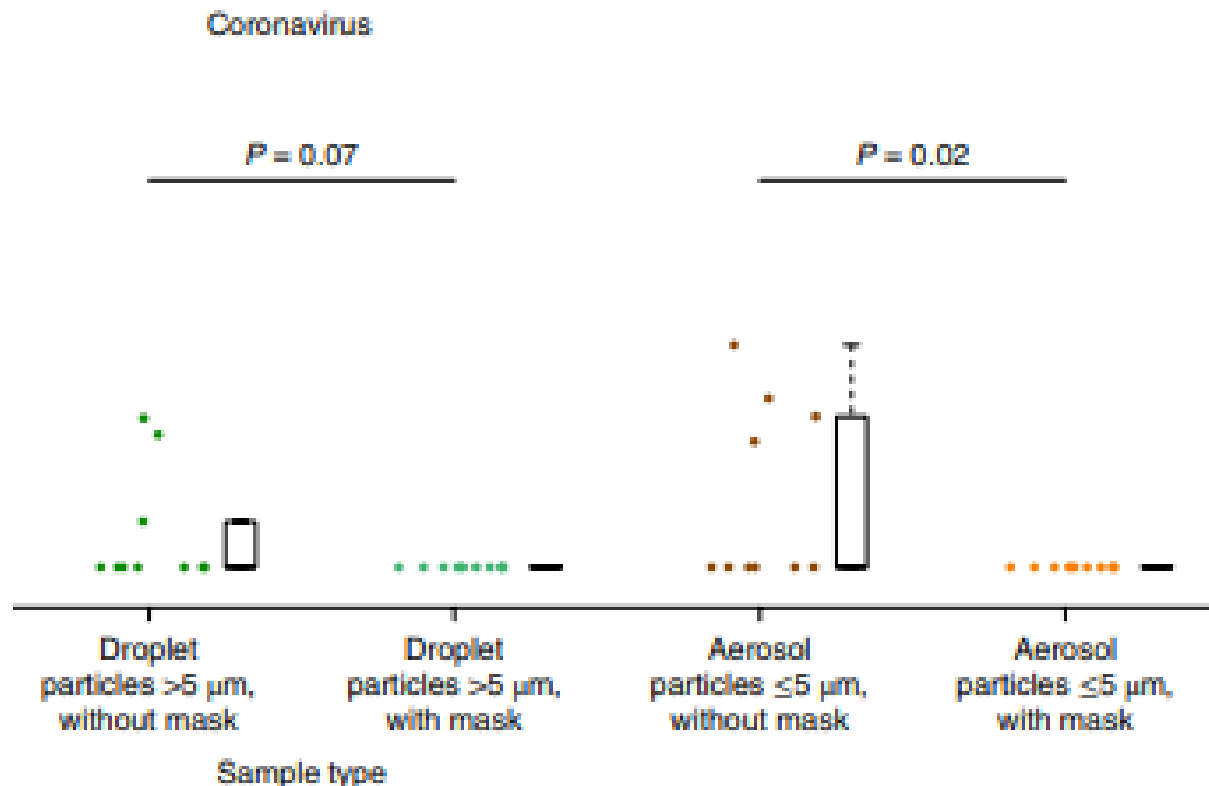 Coronavirus
P = 0.07
P = 0.02
Droplet
particles >5 μm,
without mask
Droplet
particles >5 μm,
with mask
Aerosol
particles ≤5 μm,
without mask
Aerosol
particles ≤5 μm,
with mask
Sample type